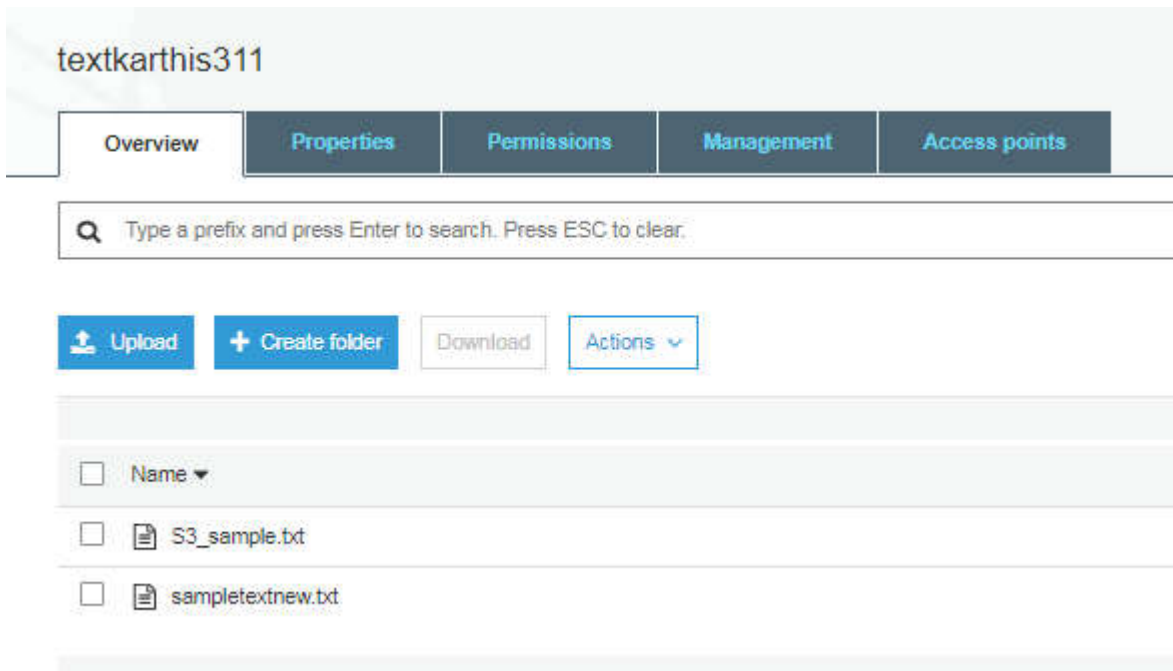 textkarthis311
Overview Properties Permissions Management Access points
Type a prefix and press Enter to search. Press ESC to clear.
Upload Create folder Download Actions
Name
S3_sample.txt
sampletextnew.txt